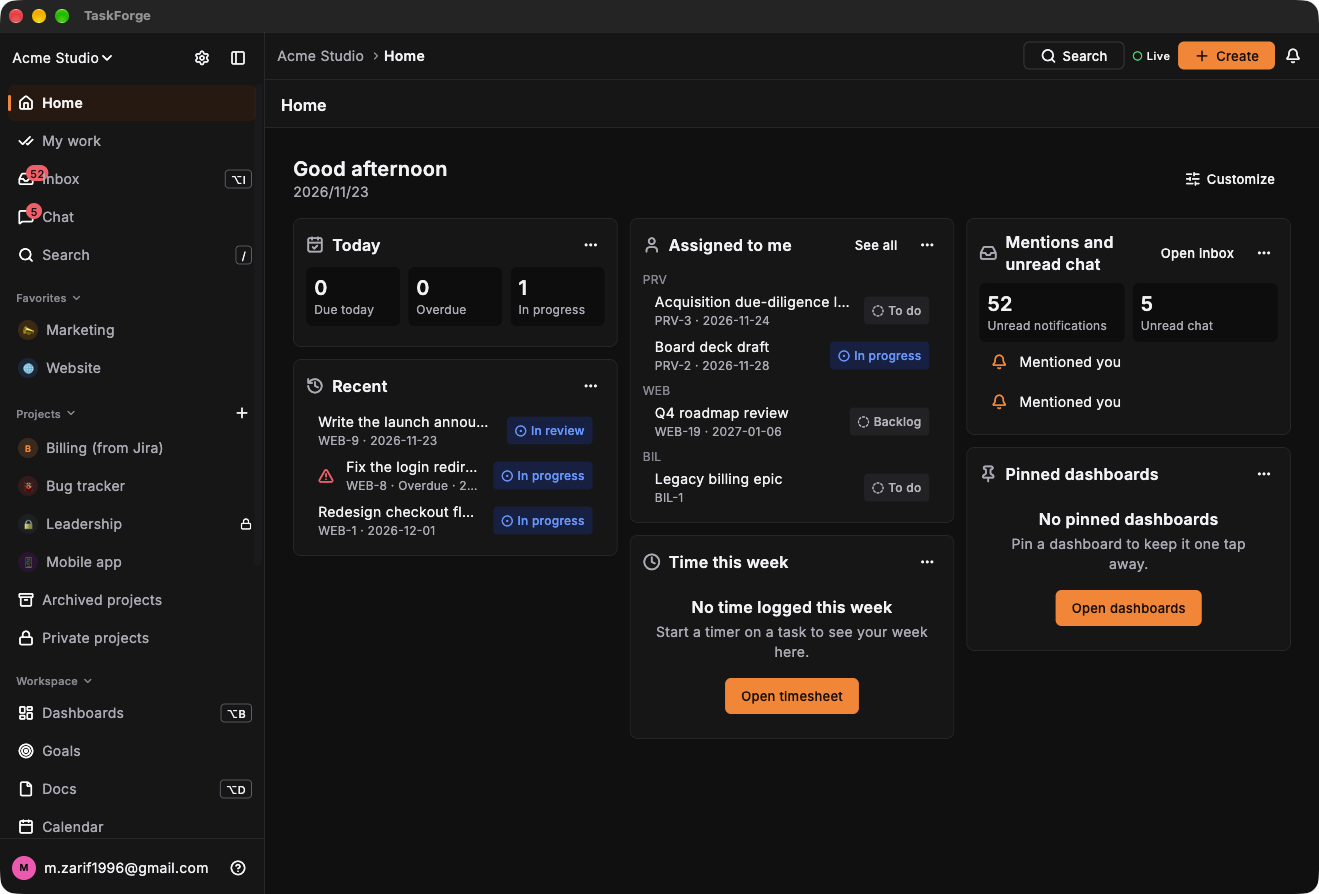 TaskForge
Acme Studio
Home
My work
52
Inbox
⌥I
5
Chat
Search
/
Favorites
Marketing
Website
Projects
B
Billing (from Jira)
Bug tracker
Leadership
Mobile app
Archived projects
Private projects
Workspace
Dashboards
⌥B
Goals
Docs
⌥D
Calendar
M
m.zarif1996@gmail.com
Acme Studio > Home
Search
Live
+ Create
Home
Good afternoon
2026/11/23
Customize
Today
0
Due today
0
Overdue
1
In progress
Recent
Write the launch annou...
WEB-9 · 2026-11-23
In review
Fix the login redir...
WEB-8 · Overdue · 2...
In progress
Redesign checkout fl...
WEB-1 · 2026-12-01
In progress
Assigned to me
See all
PRV
Acquisition due-diligence l...
PRV-3 · 2026-11-24
To do
Board deck draft
PRV-2 · 2026-11-28
In progress
WEB
Q4 roadmap review
WEB-19 · 2027-01-06
Backlog
BIL
Legacy billing epic
BIL-1
To do
Time this week
No time logged this week
Start a timer on a task to see your week
here.
Open timesheet
Mentions and
unread chat
Open inbox
52
Unread notifications
5
Unread chat
Mentioned you
Mentioned you
Pinned dashboards
No pinned dashboards
Pin a dashboard to keep it one tap
away.
Open dashboards